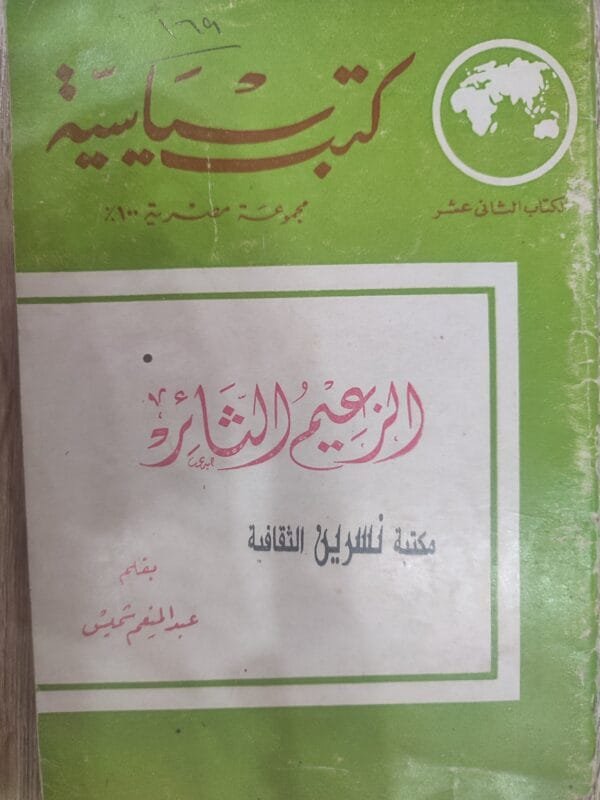 ١٦٩
كتب سياسية
الكتاب الثاني عشر
مجموعة مصرية ١٠٠٪
الزعيم الثائر
مكتبة نسرين الثقافية
بقلم
عبد المنعم شميس